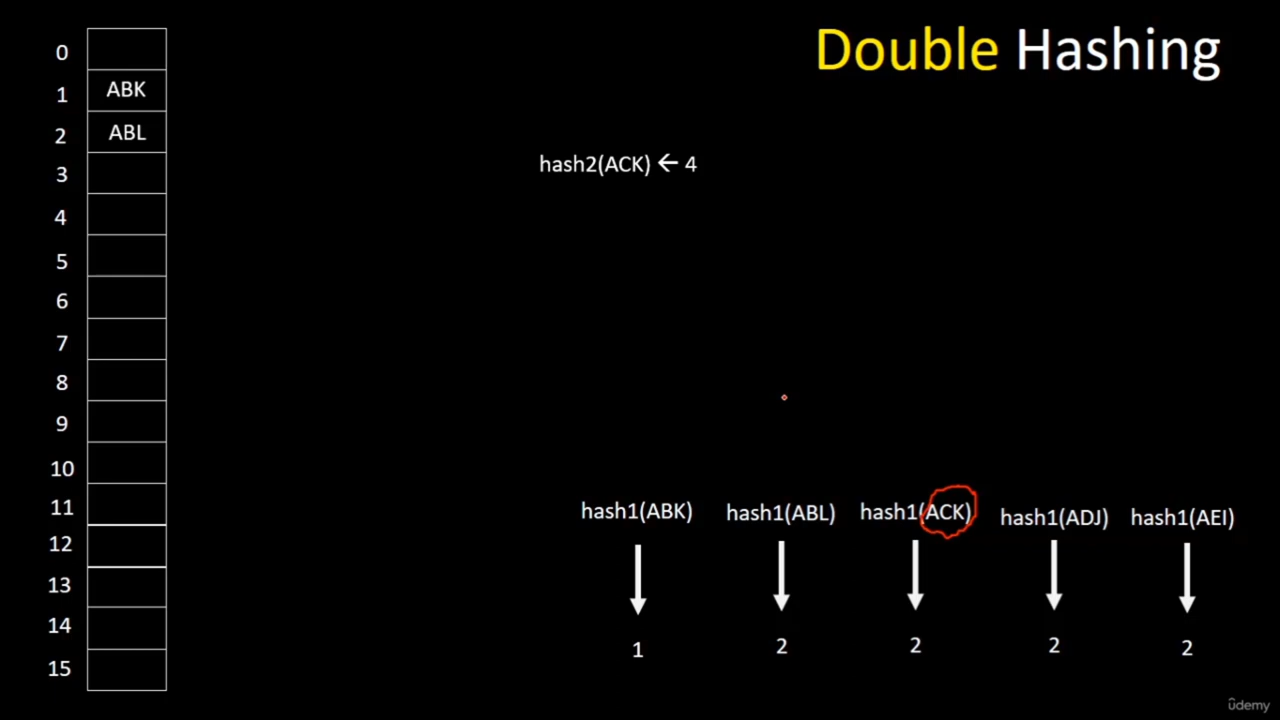 Double Hashing
0
1 ABK
2 ABL
3
4
5
6
7
8
9
10
11
12
13
14
15
hash2(ACK) ← 4
hash1(ABK) hash1(ABL) hash1(ACK) hash1(ADJ) hash1(AEI)
1 2 2 2 2
ûdemy